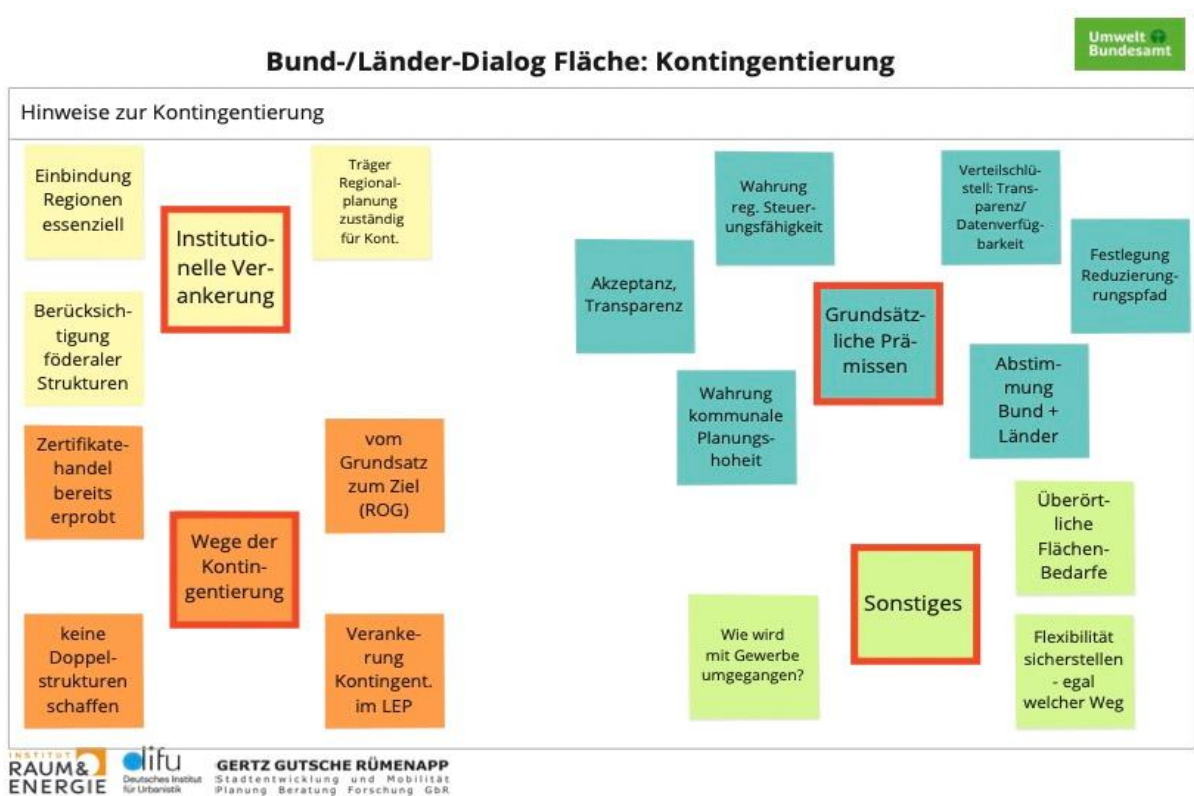 Umwelt
Bundesamt
Bund-/Länder-Dialog Fläche: Kontingentierung
Hinweise zur Kontingentierung
Einbindung
Regionen
essenziell
Institutio-
nelle Ver-
ankerung
Träger
Regional-
planung
zuständig
für Kont.
Berücksich-
tigung
föderaler
Strukturen
Zertifikate-
handel
bereits
erprobt
vom
Grundsatz
zum Ziel
(ROG)
Wege der
Kontin-
gentierung
keine
Doppel-
strukturen
schaffen
Veranke-
rung
Kontingent.
im LEP
Wahrung
reg. Steuer-
ungsfähigkeit
Verteilschlü-
stell: Trans-
parenz/
Datenverfüg-
barkeit
Akzeptanz,
Transparenz
Festlegung
Reduzierung-
rungspfad
Grundsätz-
liche Prä-
missen
Wahrung
kommunale
Planungs-
hoheit
Abstim-
mung
Bund +
Länder
Überört-
liche
Flächen-
Bedarfe
Sonstiges
Wie wird
mit Gewerbe
umgegangen?
Flexibilität
sicherstellen
- egal
welcher Weg
INSTITUT
RAUM&
ENERGIE
difu
Deutsches Institut
für Urbanistik
GERTZ GUTSCHE RÜMENAPP
Stadtentwicklung und Mobilität
Planung Beratung Forschung GbR